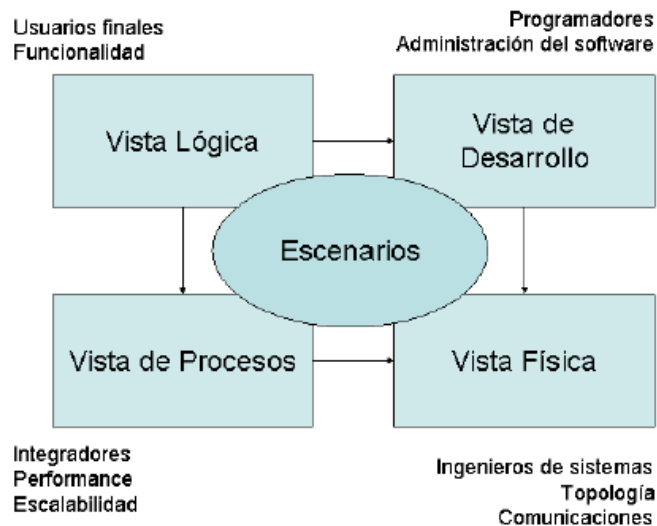 Usuarios finales
Funcionalidad
Programadores
Administración del software
Vista Lógica
Vista de
Desarrollo
Escenarios
Vista de Procesos
Vista Física
Integradores
Performance
Escalabilidad
Ingenieros de sistemas
Topología
Comunicaciones